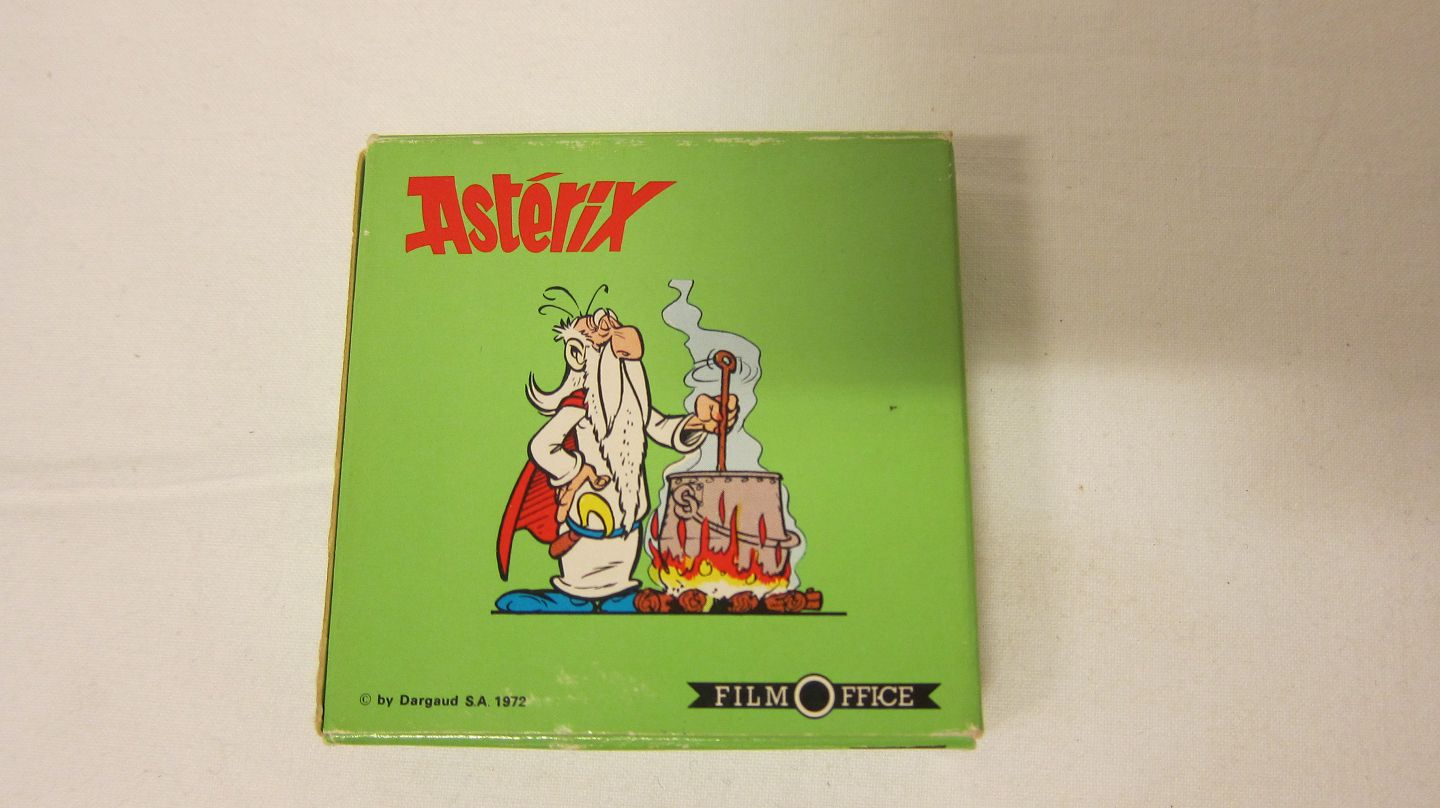 Astérix
© by Dargaud S.A. 1972
FILM OFFICE